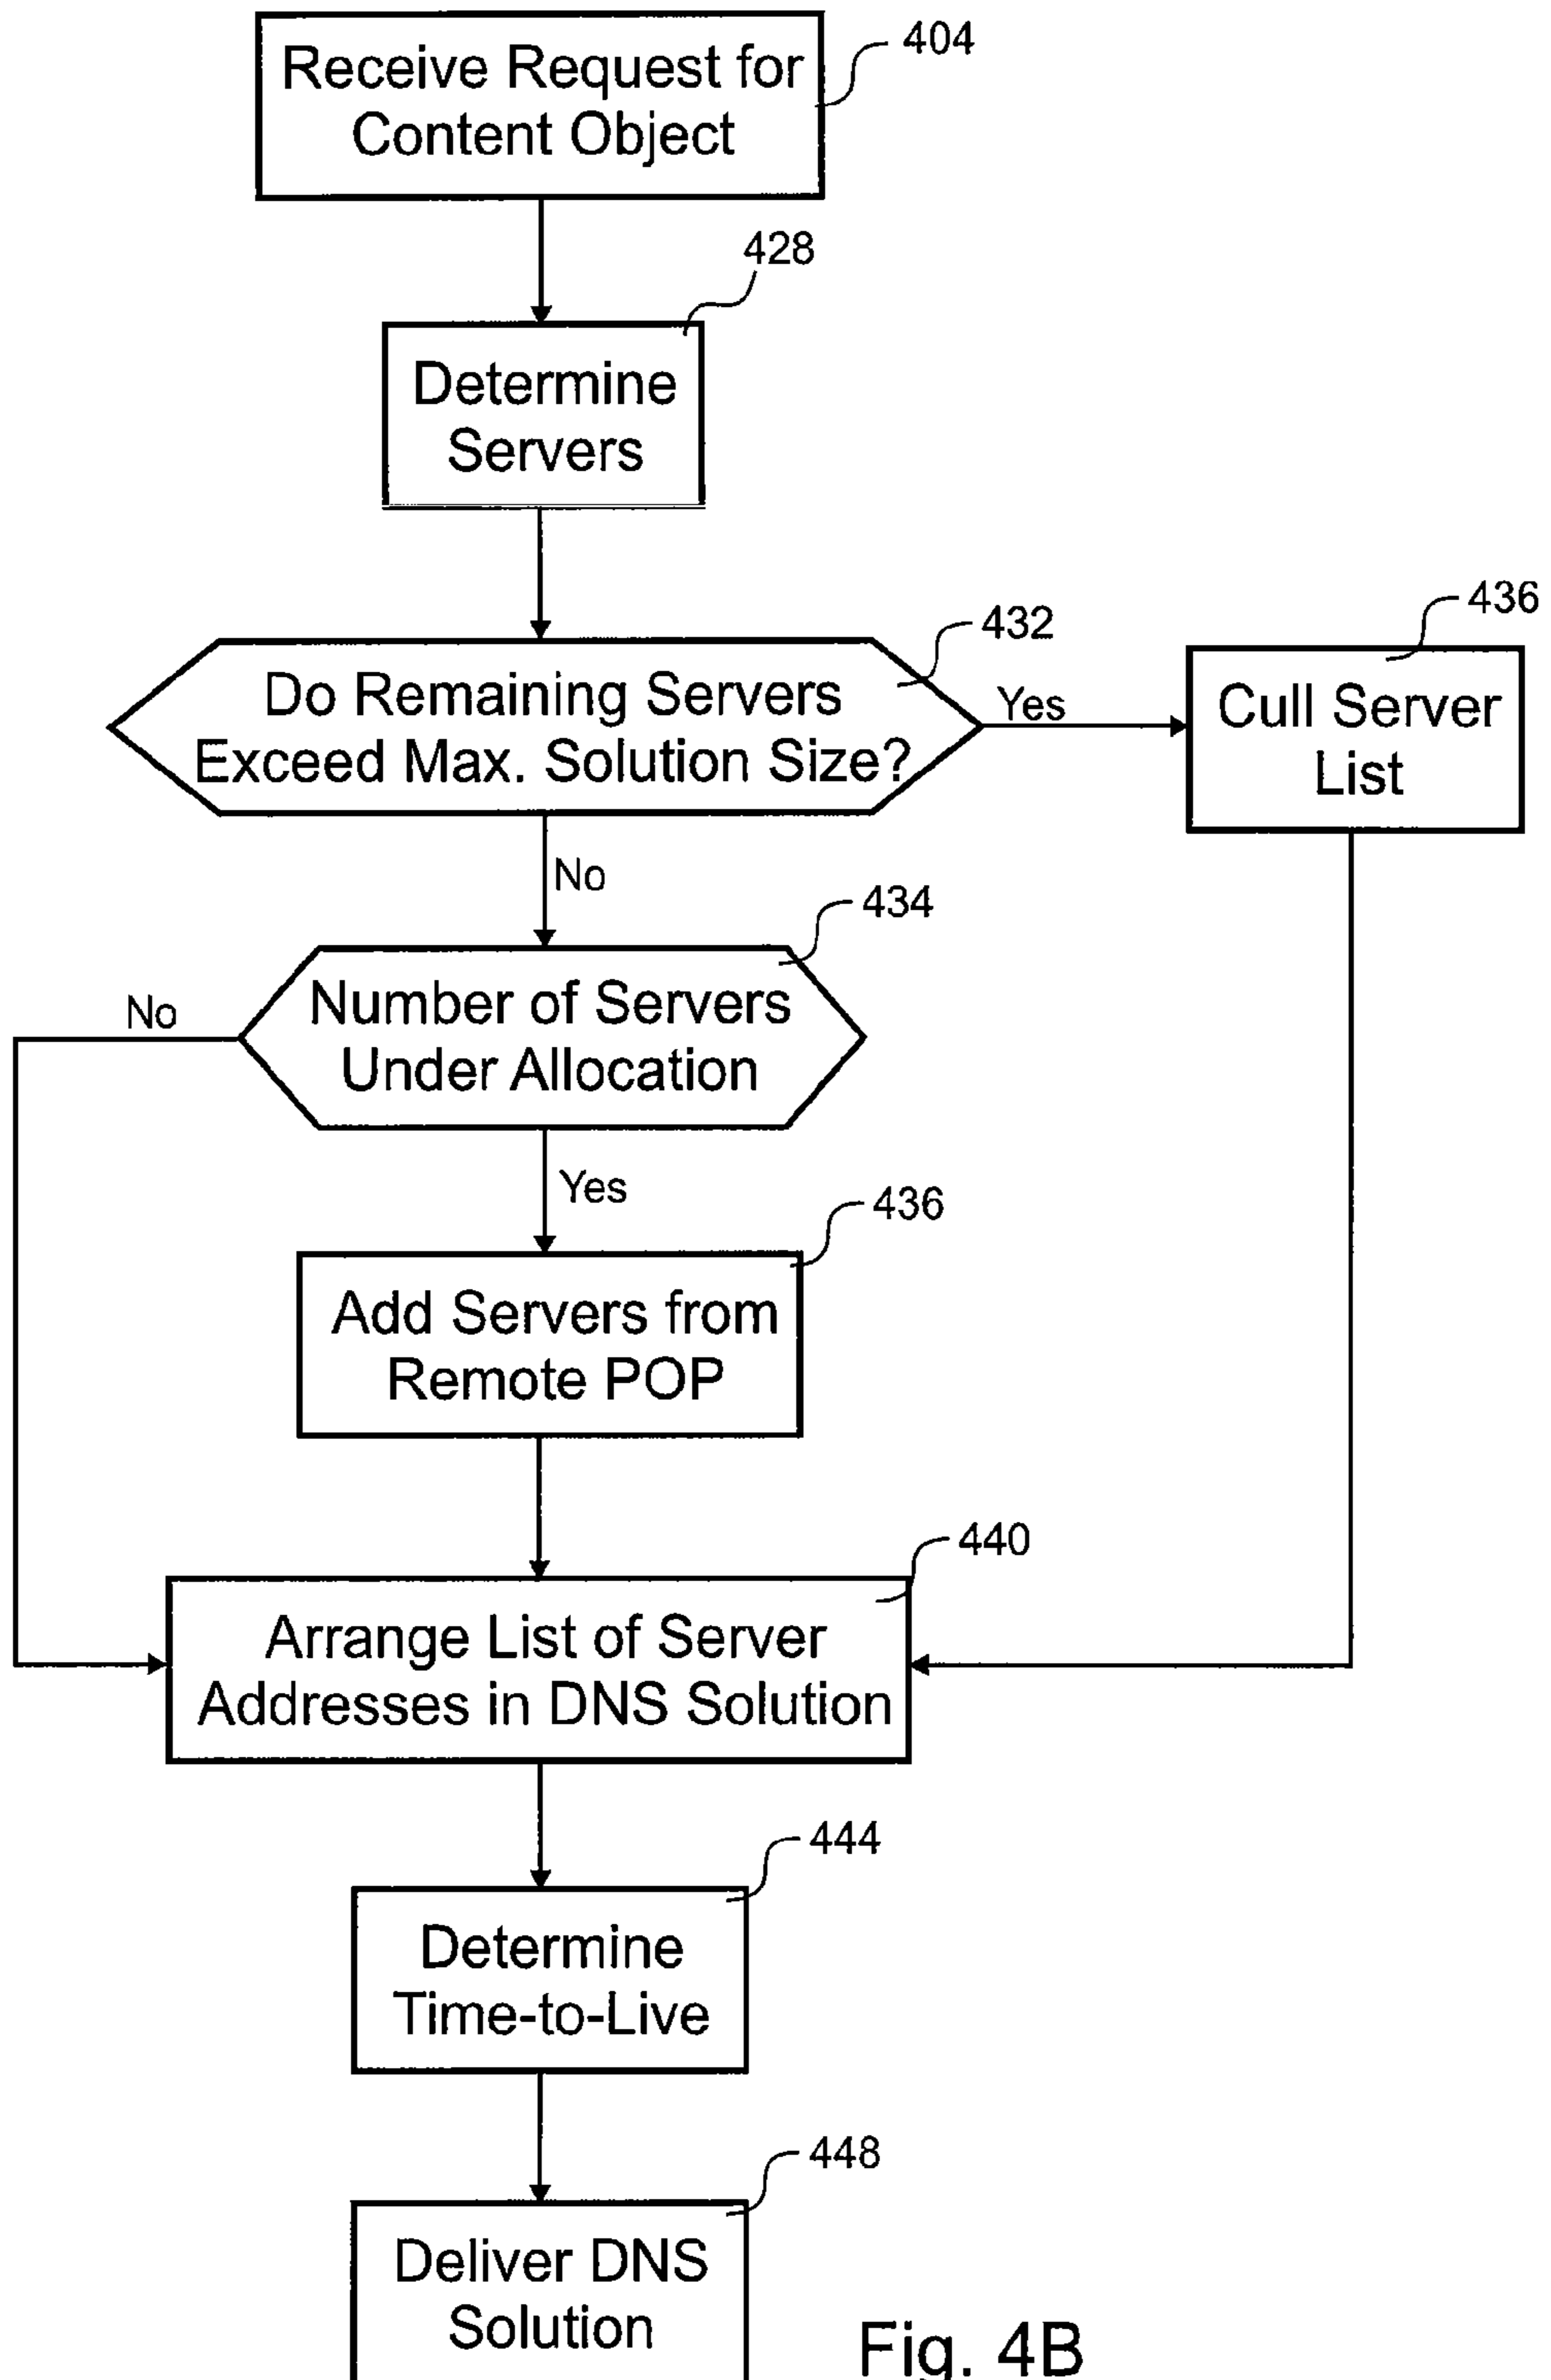 Receive Request for
Content Object
404
428
Determine
Servers
432
Do Remaining Servers
Exceed Max. Solution Size?
Yes
436
Cull Server
List
No
434
Number of Servers
Under Allocation
No
Yes
436
Add Servers from
Remote POP
440
Arrange List of Server
Addresses in DNS Solution
444
Determine
Time-to-Live
448
Deliver DNS
Solution
Fig. 4B